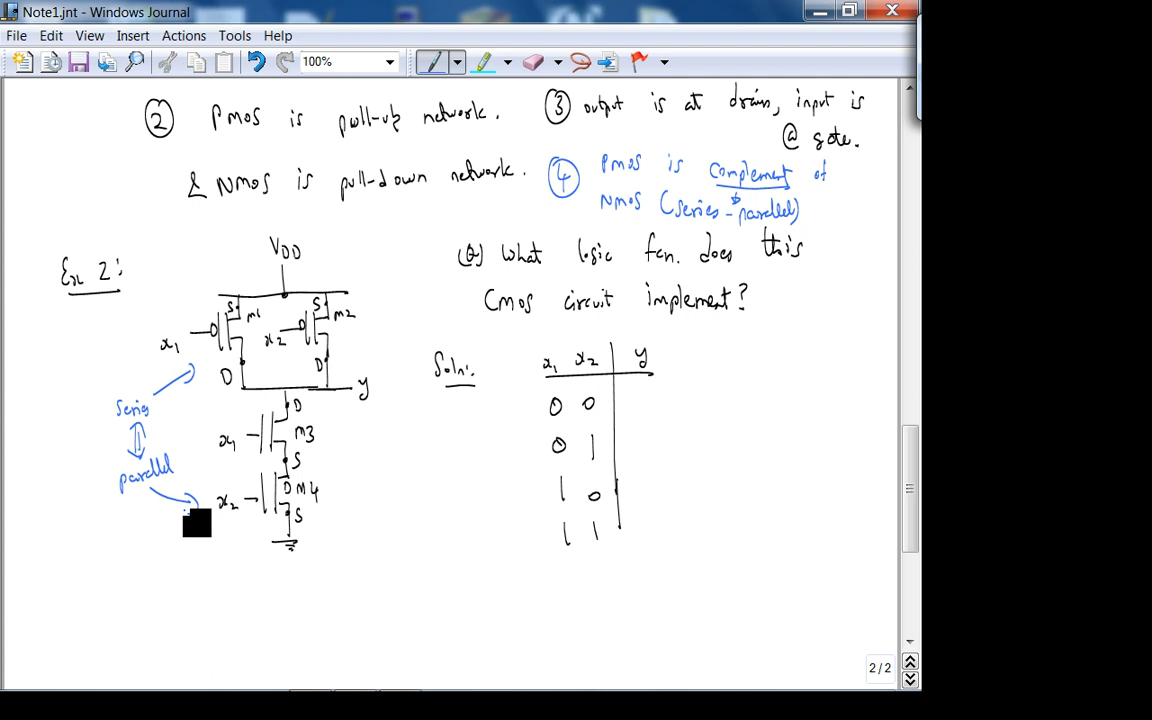 Note1.jnt - Windows Journal
File Edit View Insert Actions Tools Help
100%
② PMOS is pull-up network.
& NMOS is pull-down network.
③ output is at drain, input is
@ gate.
④ PMOS is complement of
NMOS (series-parallel)
Ex 2:
VDD
S M1 S M2
x1 x2
D D
y
series
parallel
D
x1 M3
S
D M4
x2
S
(Q) What logic fcn. does this
CMOS circuit implement?
Soln:
x1 x2 y
0 0
0 1
1 0
1 1
2/2